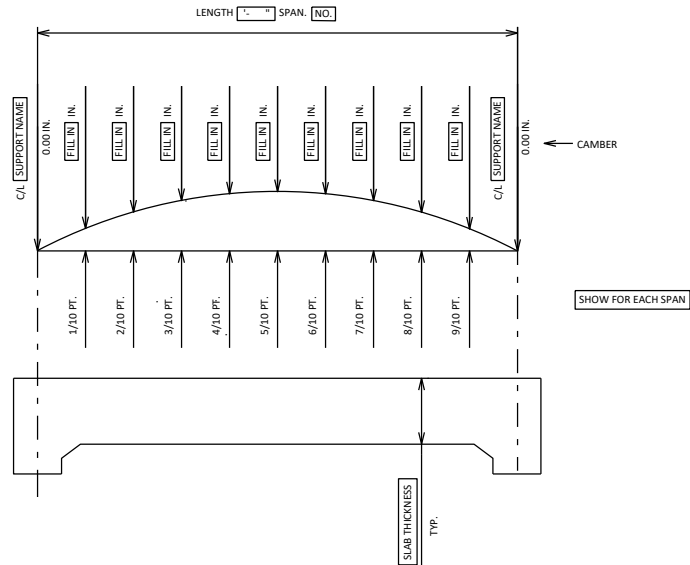 LENGTH '- " SPAN. NO.
C/L SUPPORT NAME
0.00 IN.
FILL IN IN.
FILL IN IN.
FILL IN IN.
FILL IN IN.
FILL IN IN.
FILL IN IN.
FILL IN IN.
FILL IN IN.
FILL IN IN.
C/L SUPPORT NAME
0.00 IN.
CAMBER
1/10 PT.
2/10 PT.
3/10 PT.
4/10 PT.
5/10 PT.
6/10 PT.
7/10 PT.
8/10 PT.
9/10 PT.
SHOW FOR EACH SPAN
SLAB THICKNESS
TYP.